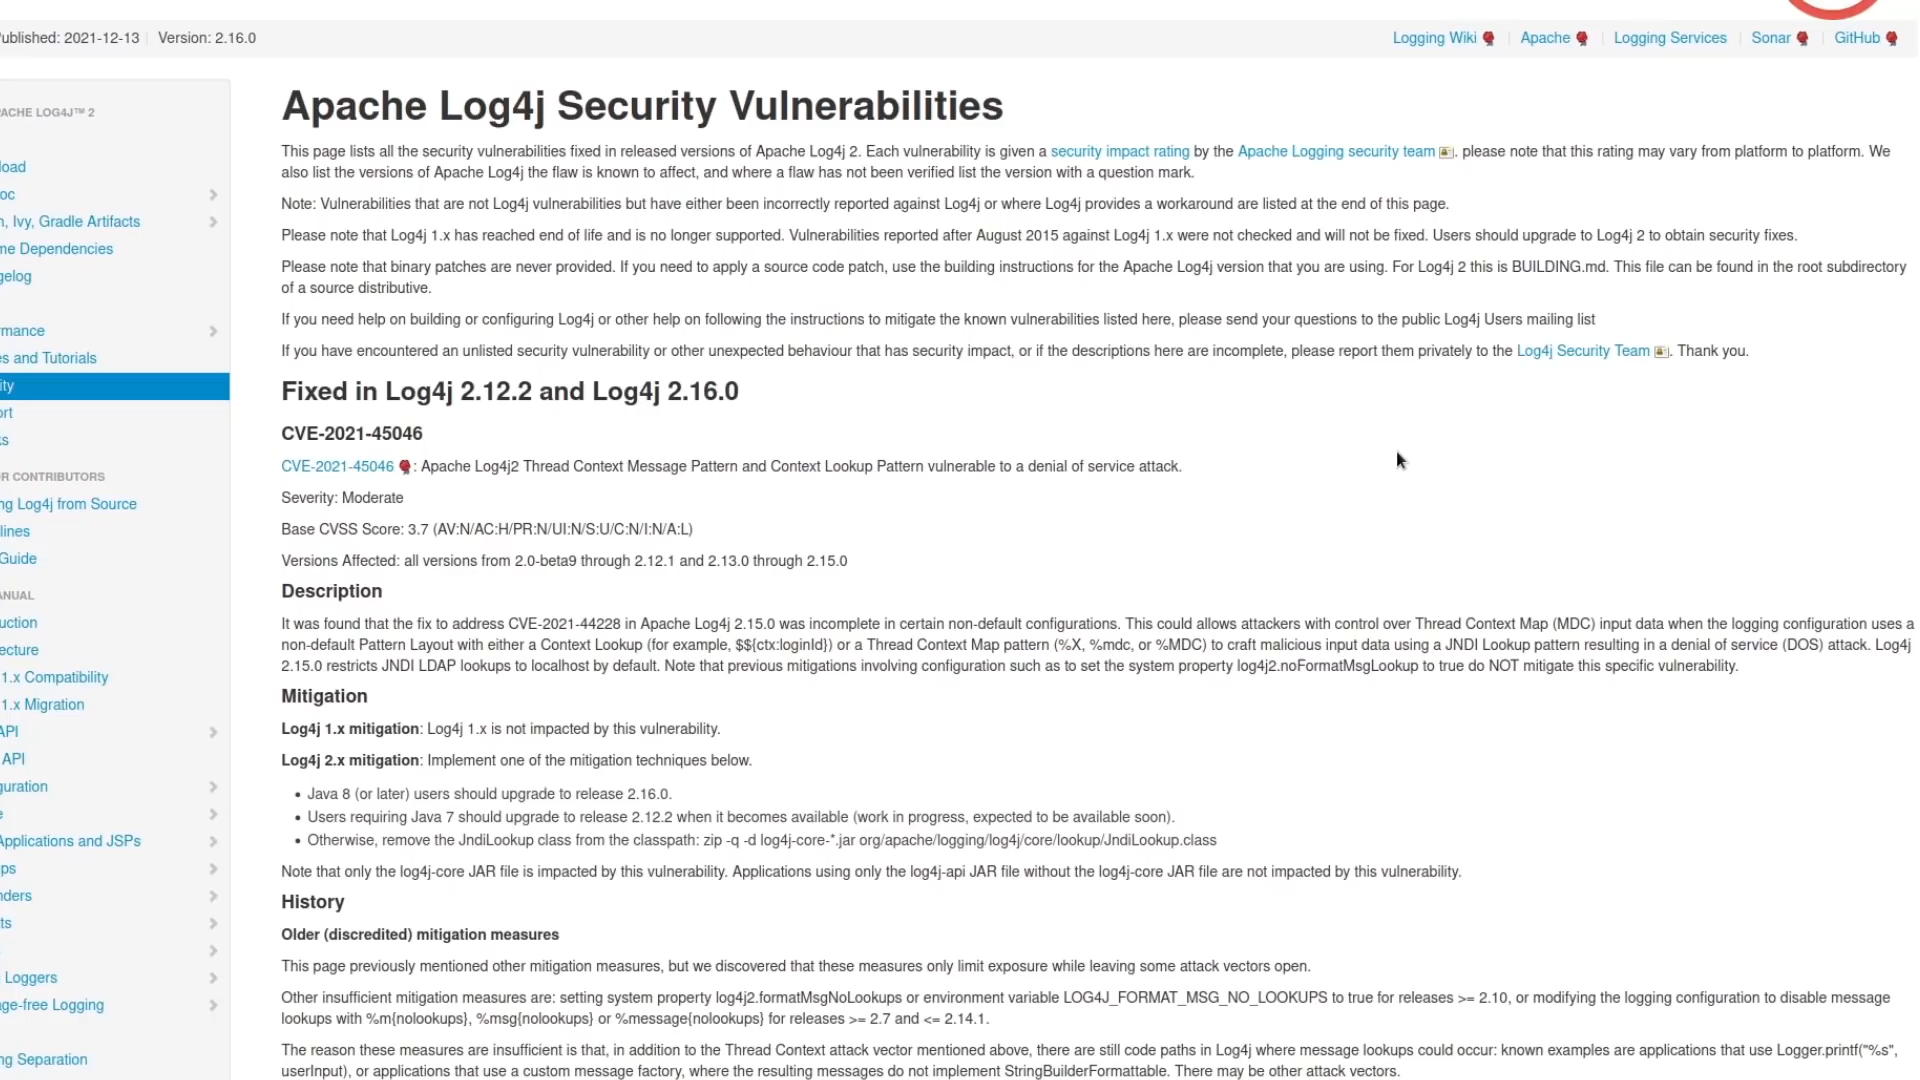 ublished: 2021-12-13 Version: 2.16.0 Logging Wiki Apache Logging Services Sonar GitHub
PACHE LOG4J™ 2
load
oc
n, Ivy, Gradle Artifacts
me Dependencies
gelog
rmance
es and Tutorials
ity
ort
s
R CONTRIBUTORS
ng Log4j from Source
lines
Guide
ANUAL
uction
ecture
1.x Compatibility
1.x Migration
API
API
guration
e
Applications and JSPs
ps
nders
ts
Loggers
age-free Logging
ng Separation
Apache Log4j Security Vulnerabilities
This page lists all the security vulnerabilities fixed in released versions of Apache Log4j 2. Each vulnerability is given a security impact rating by the Apache Logging security team . please note that this rating may vary from platform to platform. We
also list the versions of Apache Log4j the flaw is known to affect, and where a flaw has not been verified list the version with a question mark.
Note: Vulnerabilities that are not Log4j vulnerabilities but have either been incorrectly reported against Log4j or where Log4j provides a workaround are listed at the end of this page.
Please note that Log4j 1.x has reached end of life and is no longer supported. Vulnerabilities reported after August 2015 against Log4j 1.x were not checked and will not be fixed. Users should upgrade to Log4j 2 to obtain security fixes.
Please note that binary patches are never provided. If you need to apply a source code patch, use the building instructions for the Apache Log4j version that you are using. For Log4j 2 this is BUILDING.md. This file can be found in the root subdirectory
of a source distributive.
If you need help on building or configuring Log4j or other help on following the instructions to mitigate the known vulnerabilities listed here, please send your questions to the public Log4j Users mailing list
If you have encountered an unlisted security vulnerability or other unexpected behaviour that has security impact, or if the descriptions here are incomplete, please report them privately to the Log4j Security Team . Thank you.
Fixed in Log4j 2.12.2 and Log4j 2.16.0
CVE-2021-45046
CVE-2021-45046 : Apache Log4j2 Thread Context Message Pattern and Context Lookup Pattern vulnerable to a denial of service attack.
Severity: Moderate
Base CVSS Score: 3.7 (AV:N/AC:H/PR:N/UI:N/S:U/C:N/I:N/A:L)
Versions Affected: all versions from 2.0-beta9 through 2.12.1 and 2.13.0 through 2.15.0
Description
It was found that the fix to address CVE-2021-44228 in Apache Log4j 2.15.0 was incomplete in certain non-default configurations. This could allows attackers with control over Thread Context Map (MDC) input data when the logging configuration uses a
non-default Pattern Layout with either a Context Lookup (for example, $${ctx:loginId}) or a Thread Context Map pattern (%X, %mdc, or %MDC) to craft malicious input data using a JNDI Lookup pattern resulting in a denial of service (DOS) attack. Log4j
2.15.0 restricts JNDI LDAP lookups to localhost by default. Note that previous mitigations involving configuration such as to set the system property log4j2.noFormatMsgLookup to true do NOT mitigate this specific vulnerability.
Mitigation
Log4j 1.x mitigation: Log4j 1.x is not impacted by this vulnerability.
Log4j 2.x mitigation: Implement one of the mitigation techniques below.
• Java 8 (or later) users should upgrade to release 2.16.0.
• Users requiring Java 7 should upgrade to release 2.12.2 when it becomes available (work in progress, expected to be available soon).
• Otherwise, remove the JndiLookup class from the classpath: zip -q -d log4j-core-*.jar org/apache/logging/log4j/core/lookup/JndiLookup.class
Note that only the log4j-core JAR file is impacted by this vulnerability. Applications using only the log4j-api JAR file without the log4j-core JAR file are not impacted by this vulnerability.
History
Older (discredited) mitigation measures
This page previously mentioned other mitigation measures, but we discovered that these measures only limit exposure while leaving some attack vectors open.
Other insufficient mitigation measures are: setting system property log4j2.formatMsgNoLookups or environment variable LOG4J_FORMAT_MSG_NO_LOOKUPS to true for releases >= 2.10, or modifying the logging configuration to disable message
lookups with %m{nolookups}, %msg{nolookups} or %message{nolookups} for releases >= 2.7 and <= 2.14.1.
The reason these measures are insufficient is that, in addition to the Thread Context attack vector mentioned above, there are still code paths in Log4j where message lookups could occur: known examples are applications that use Logger.printf("%s",
userInput), or applications that use a custom message factory, where the resulting messages do not implement StringBuilderFormattable. There may be other attack vectors.